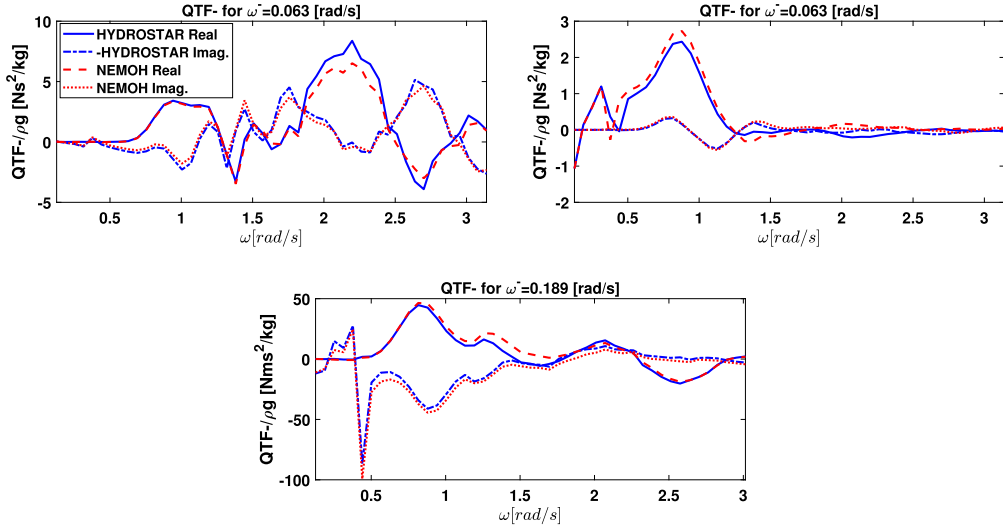 QTF- for ω⁻=0.063 [rad/s]
QTF-/ρg [Ns²/kg]
10
5
0
-5
HYDROSTAR Real
-HYDROSTAR Imag.
NEMOH Real
NEMOH Imag.
0.5 1 1.5 2 2.5 3
ω[rad/s]
QTF- for ω⁻=0.063 [rad/s]
QTF-/ρg [Ns²/kg]
3
2
1
0
-1
-2
0.5 1 1.5 2 2.5 3
ω[rad/s]
QTF- for ω⁻=0.189 [rad/s]
QTF-/ρg [Nms²/kg]
50
0
-50
-100
0.5 1 1.5 2 2.5 3
ω[rad/s]